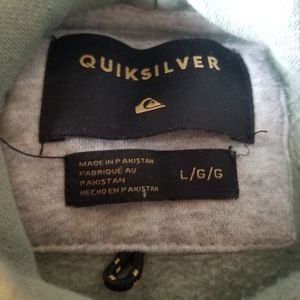 QUIKSILVER
MADE IN PAKISTAN
FABRIQUÉ AU
PAKISTAN
HECHO EN PAKISTAN
L/G/G